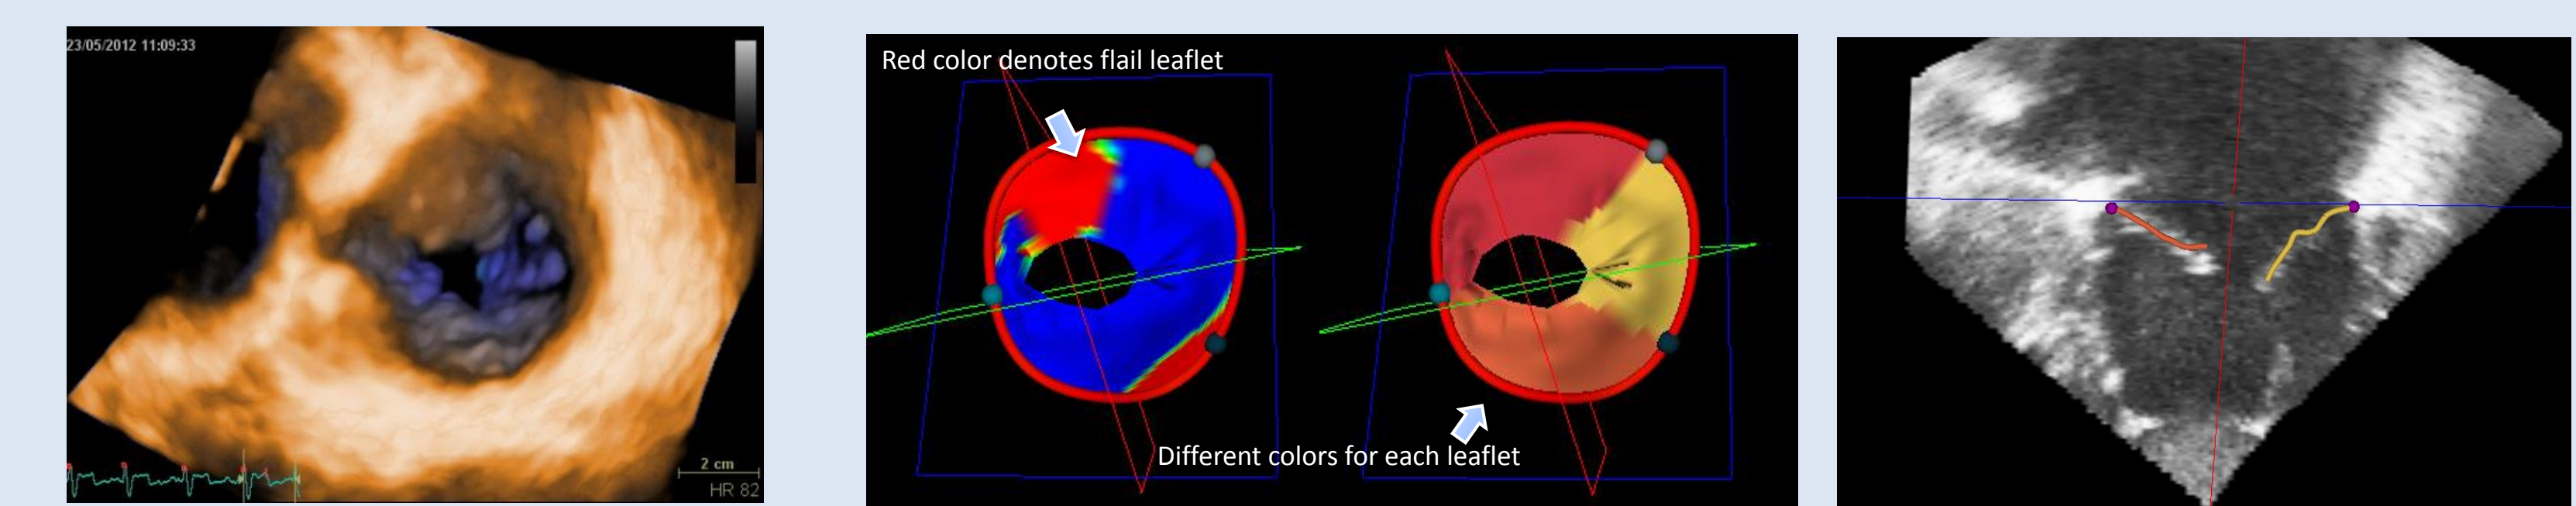 23/05/2012 11:09:33
2 cm
HR 82
Red color denotes flail leaflet
Different colors for each leaflet